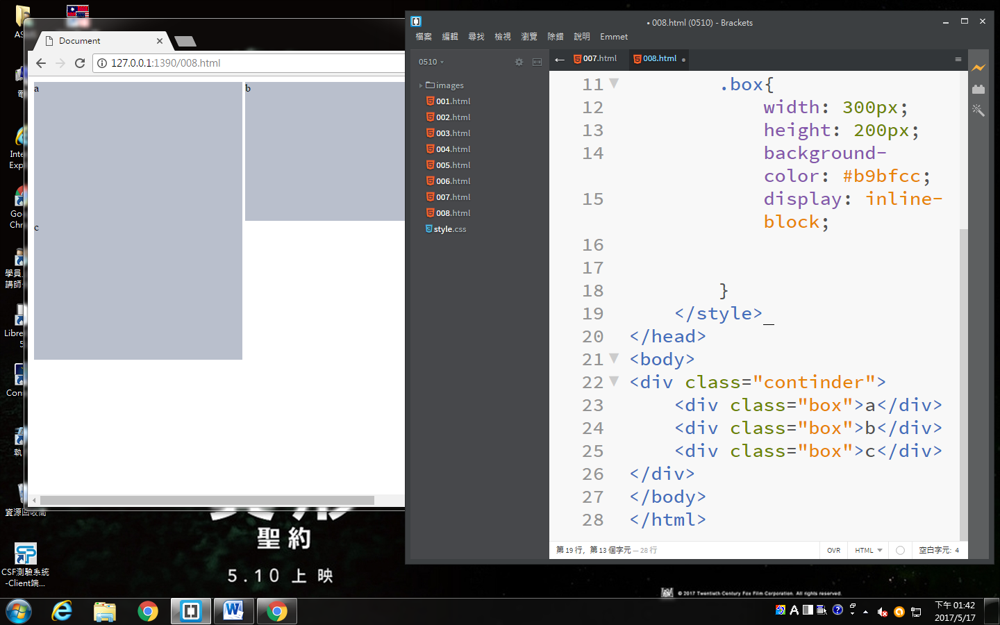 Document
127.0.0.1:1390/008.html
a
b
c
• 008.html (0510) - Brackets
檔案 編輯 尋找 檢視 瀏覽 除錯 說明 Emmet
0510
images
001.html
002.html
003.html
004.html
005.html
006.html
007.html
008.html
style.css
007.html
008.html
11 .box{
12 width: 300px;
13 height: 200px;
14 background-
color: #b9bfcc;
15 display: inline-
block;
16
17
18 }
19 </style>
20 </head>
21 <body>
22 <div class="continder">
23 <div class="box">a</div>
24 <div class="box">b</div>
25 <div class="box">c</div>
26 </div>
27 </body>
28 </html>
第 19 行，第 13 個字元 — 28 行
OVR
HTML
空白字元: 4
Inte
Exp
Go
Chr
學員
講師
Libre
5
Con
執
資源回收筒
CSF測驗系統
-Client端...
聖約
5.10 上映
© 2017 Twentieth Century Fox Film Corporation. All rights reserved.
下午 01:42
2017/5/17